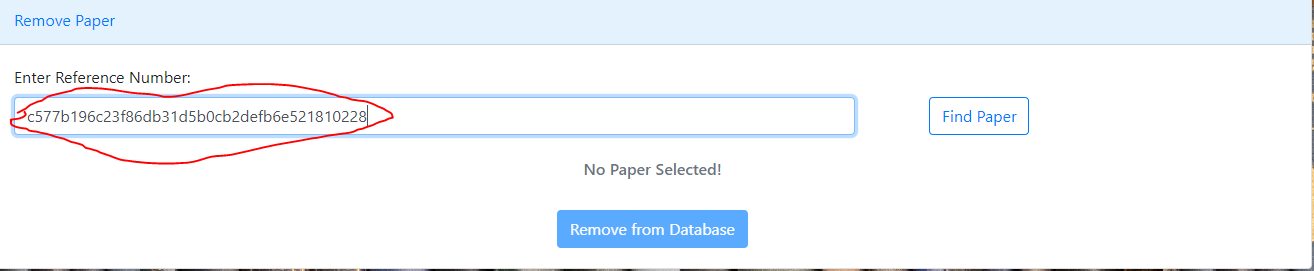 Remove Paper
Enter Reference Number:
c577b196c23f86db31d5b0cb2defb6e521810228
Find Paper
No Paper Selected!
Remove from Database